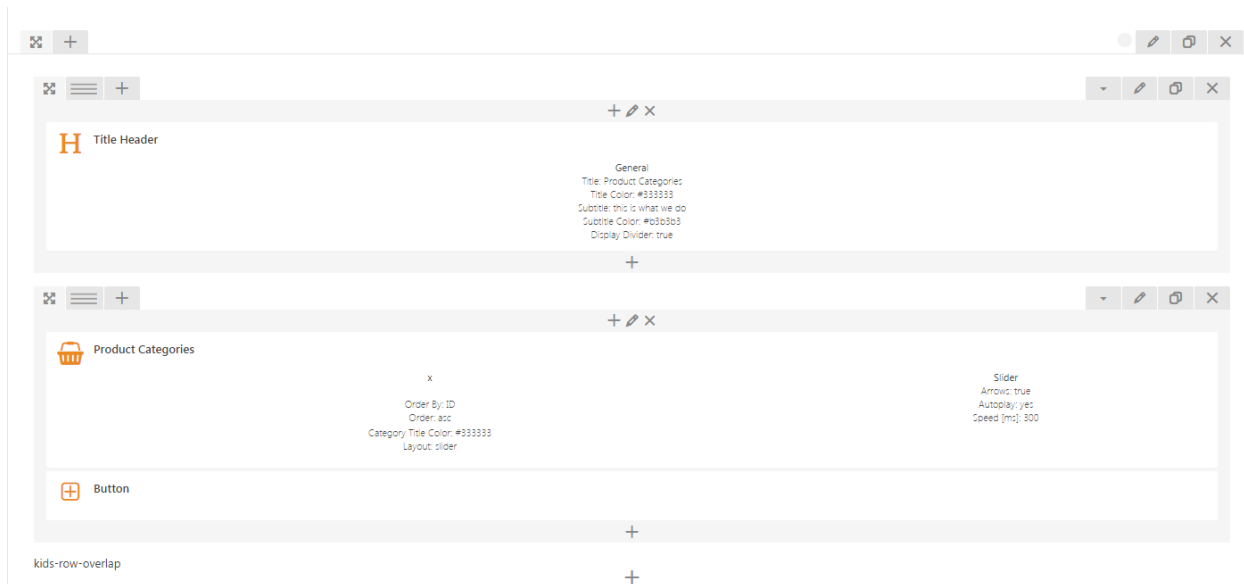 Title Header
General
Title: Product Categories
Title Color: #333333
Subtitle: this is what we do
Subtitle Color: #b3b3b3
Display Divider: true
Product Categories
x
Order By: ID
Order: asc
Category Title Color: #333333
Layout: slider
Slider
Arrows: true
Autoplay: yes
Speed [ms]: 300
Button
kids-row-overlap